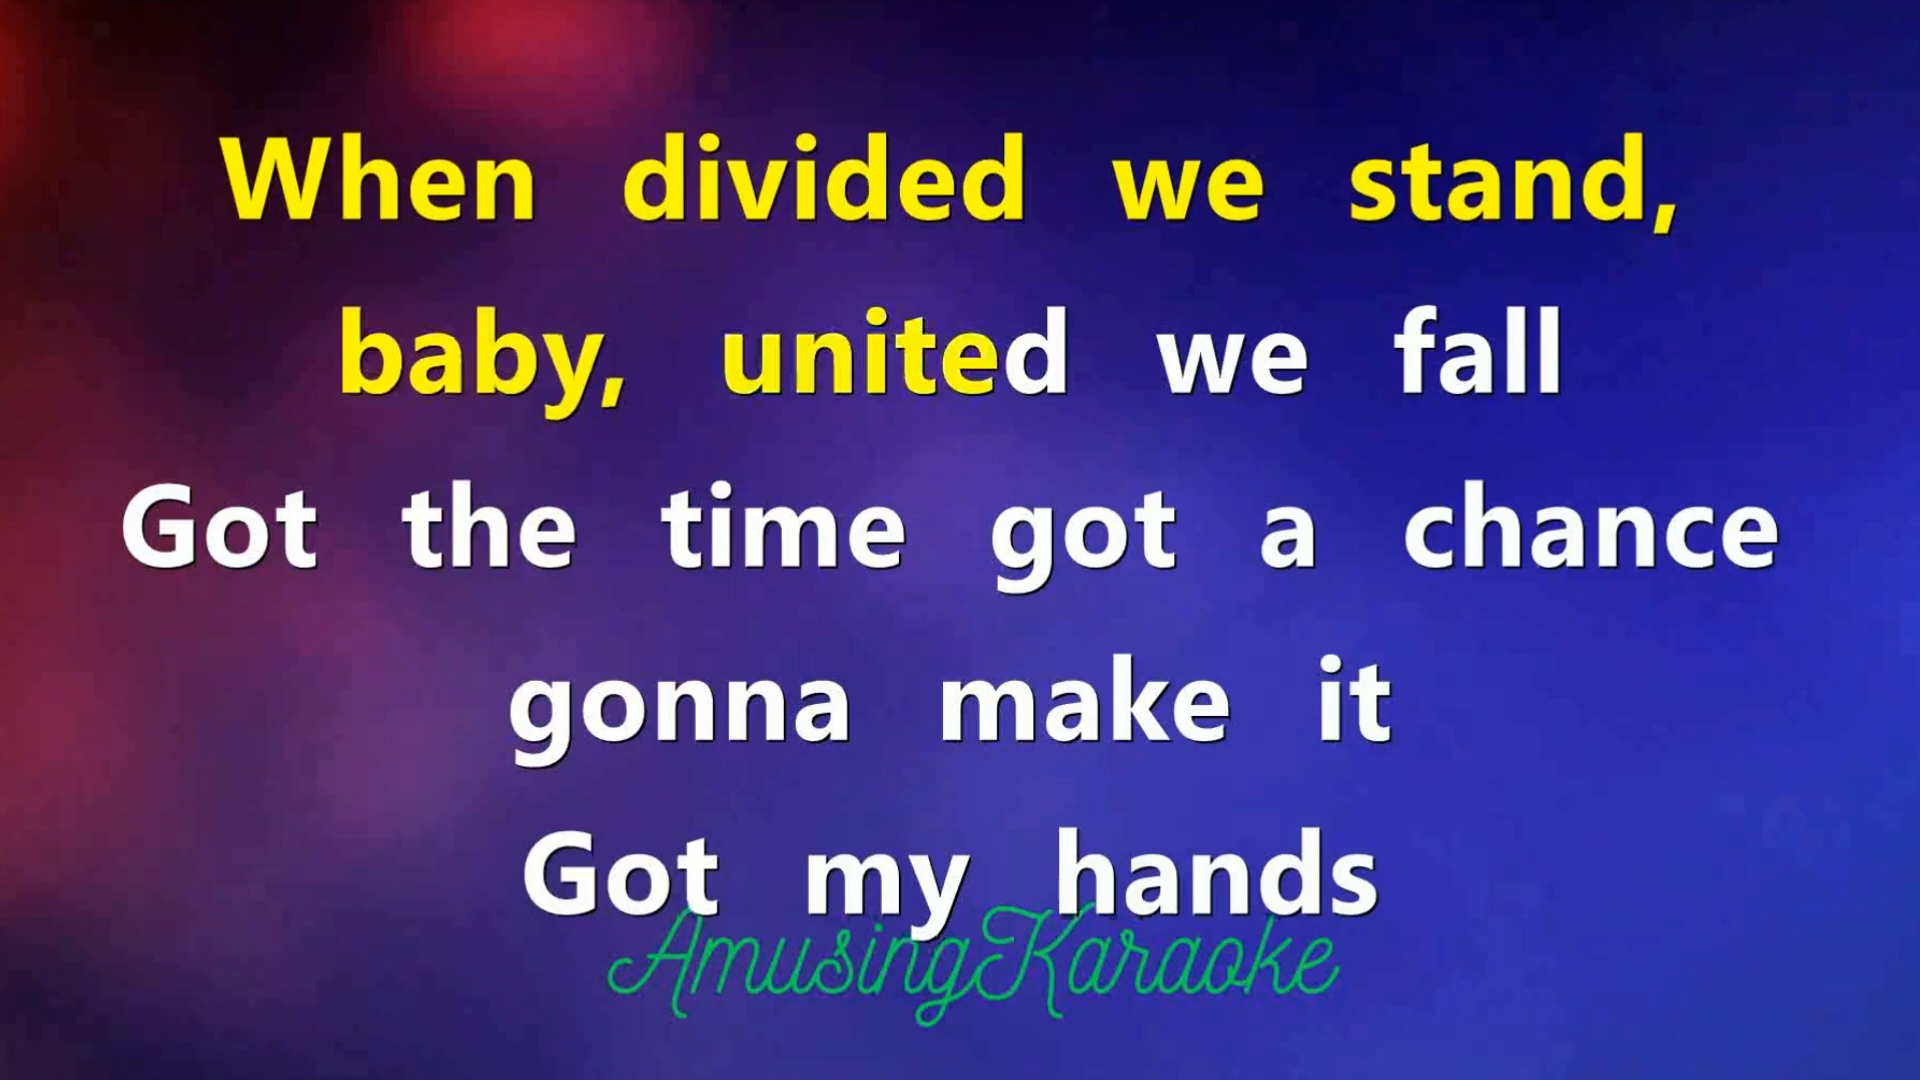 When divided we stand,
baby, united we fall
Got the time got a chance
gonna make it
Got my hands
AmusingKaraoke